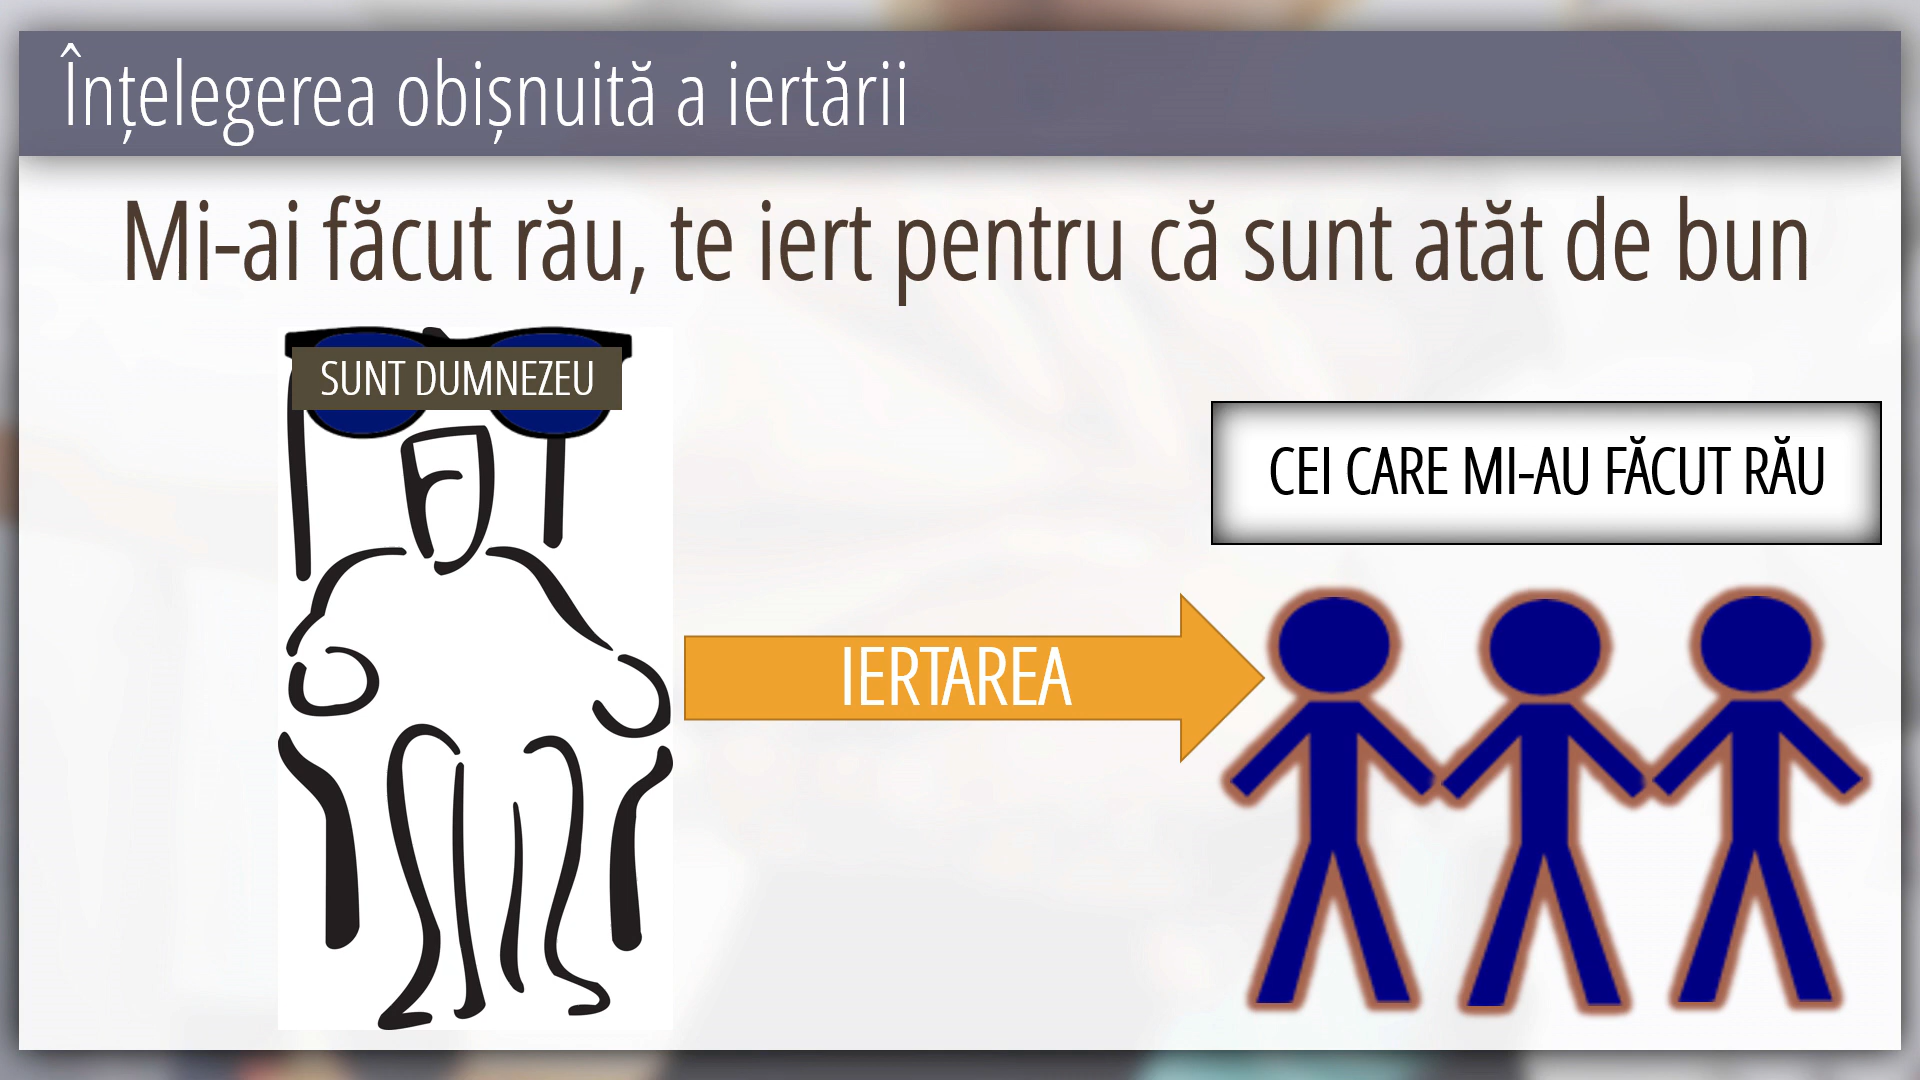 Înțelegerea obișnuită a iertării
Mi-ai făcut rău, te iert pentru că sunt atăt de bun
SUNT DUMNEZEU
CEI CARE MI-AU FĂCUT RĂU
IERTAREA